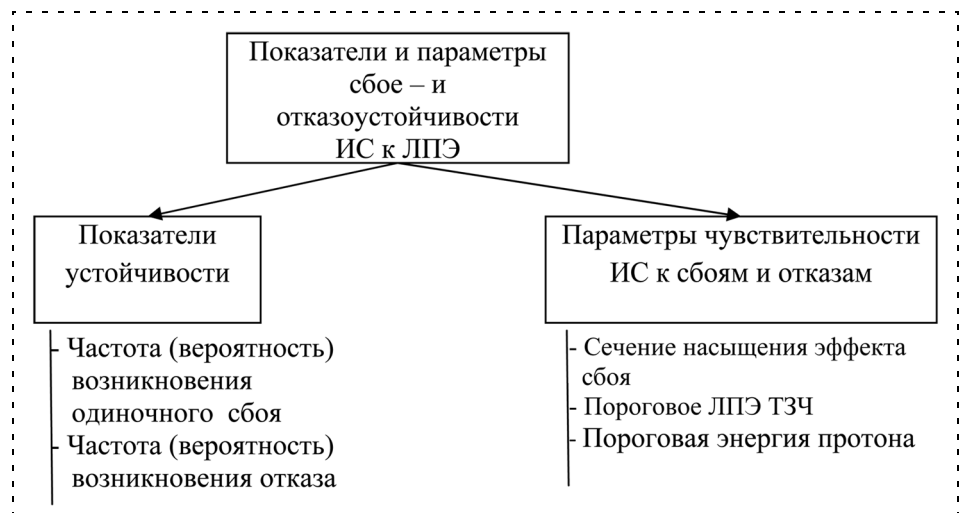 Показатели и параметры
сбое – и
отказоустойчивости
ИС к ЛПЭ
Показатели
устойчивости
- Частота (вероятность)
возникновения
одиночного сбоя
- Частота (вероятность)
возникновения отказа
Параметры чувствительности
ИС к сбоям и отказам
- Сечение насыщения эффекта
сбоя
- Пороговое ЛПЭ ТЗЧ
- Пороговая энергия протона